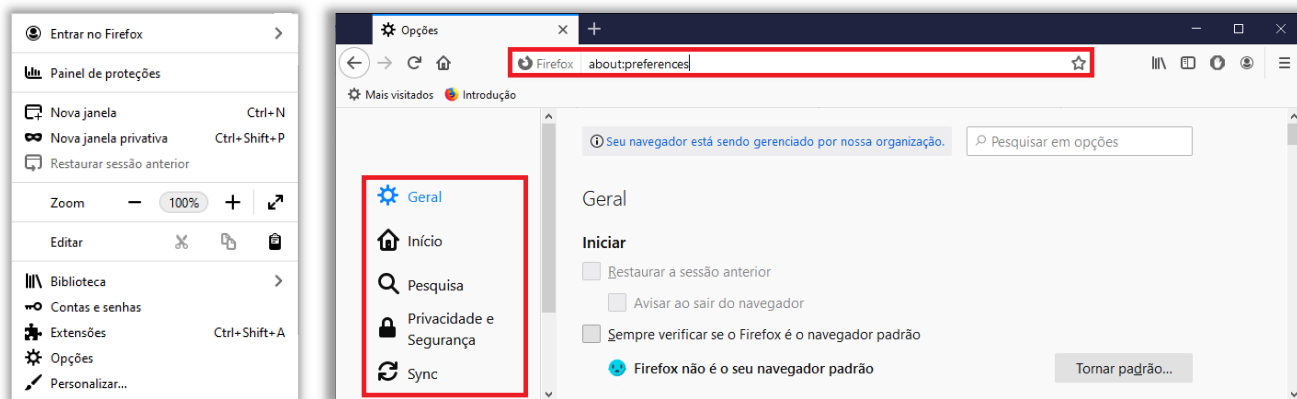 Entrar no Firefox
Painel de proteções
Nova janela Ctrl+N
Nova janela privativa Ctrl+Shift+P
Restaurar sessão anterior
Zoom 100%
Editar
Biblioteca
Contas e senhas
Extensões Ctrl+Shift+A
Opções
Personalizar...
Opções
Firefox about:preferences
Mais visitados Introdução
Seu navegador está sendo gerenciado por nossa organização. Pesquisar em opções
Geral
Início
Pesquisa
Privacidade e
Segurança
Sync
Geral
Iniciar
Restaurar a sessão anterior
Avisar ao sair do navegador
Sempre verificar se o Firefox é o navegador padrão
Firefox não é o seu navegador padrão Tornar padrão...